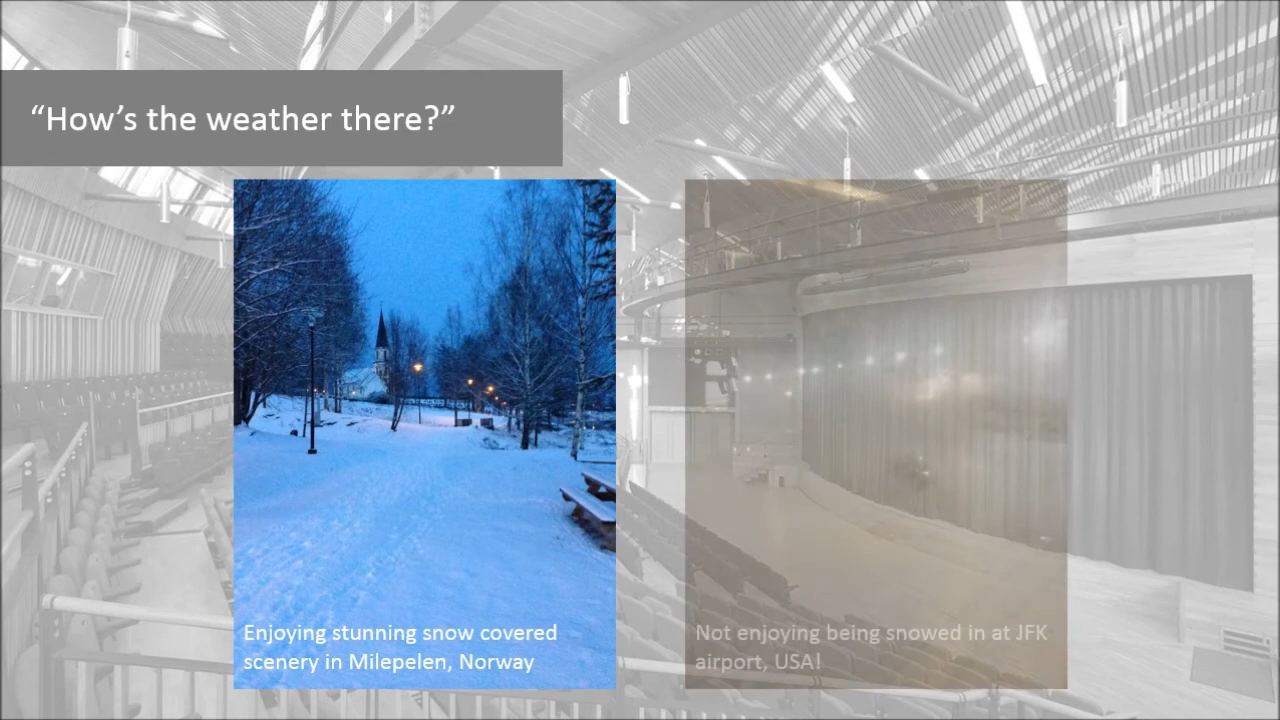 “How’s the weather there?”
Enjoying stunning snow covered
scenery in Milepelen, Norway
Not enjoying being snowed in at JFK
airport, USA!